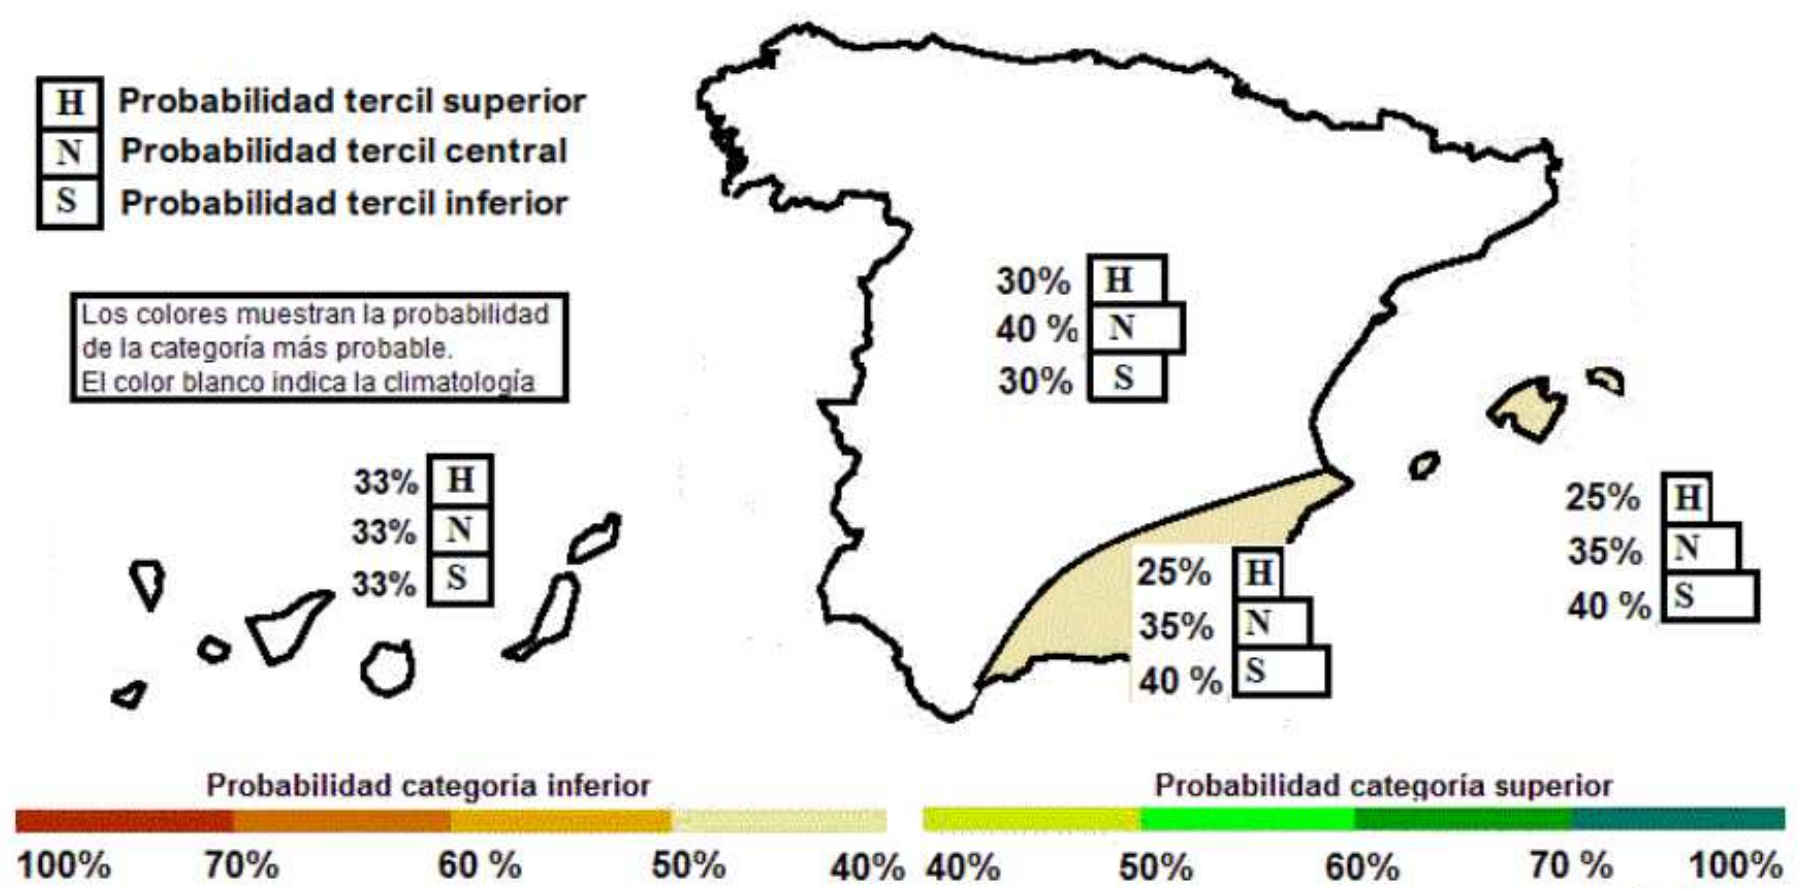 H Probabilidad tercil superior
N Probabilidad tercil central
S Probabilidad tercil inferior
Los colores muestran la probabilidad
de la categoría más probable.
El color blanco indica la climatología
30% H
40 % N
30% S
33% H
33% N
33% S
25% H
35% N
40 % S
25% H
35% N
40 % S
Probabilidad categoría inferior
100% 70% 60 % 50% 40%
Probabilidad categoría superior
40% 50% 60% 70 % 100%